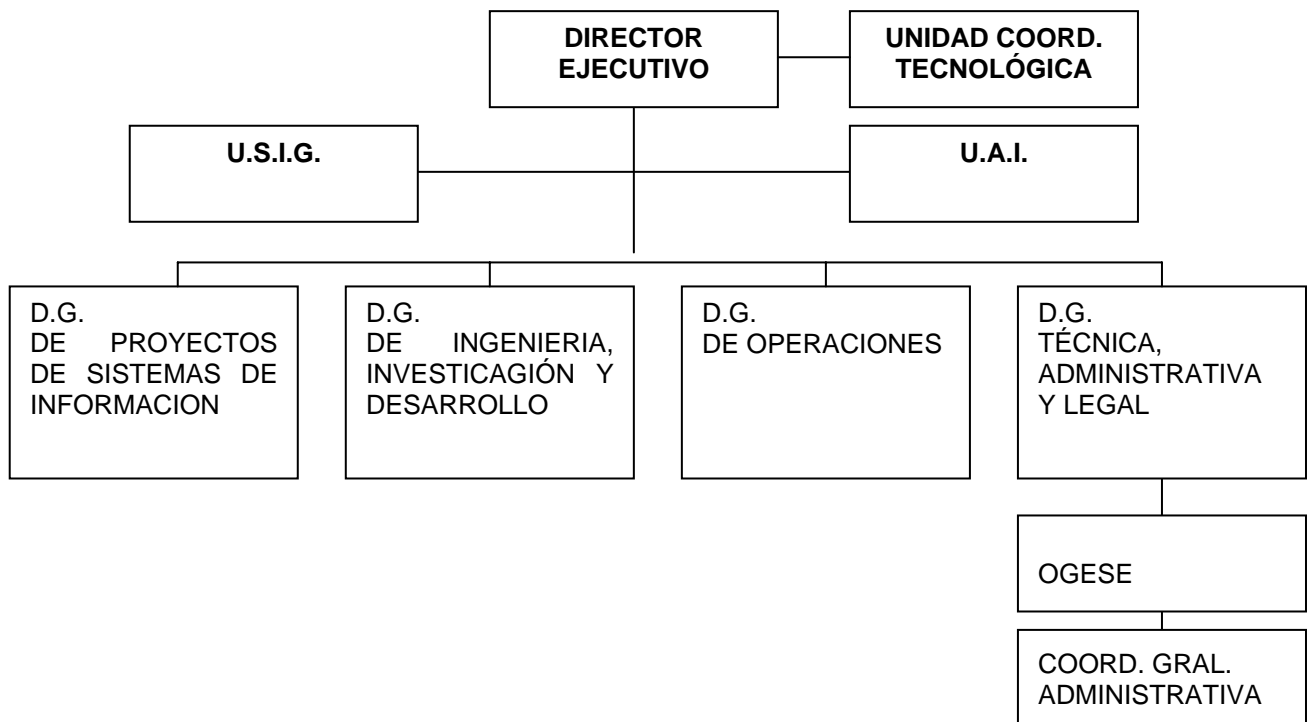 DIRECTOR
EJECUTIVO
UNIDAD COORD.
TECNOLÓGICA
U.S.I.G.
U.A.I.
D.G.
DE PROYECTOS
DE SISTEMAS DE
INFORMACION
D.G.
DE INGENIERIA,
INVESTICAGIÓN Y
DESARROLLO
D.G.
DE OPERACIONES
D.G.
TÉCNICA,
ADMINISTRATIVA
Y LEGAL
OGESE
COORD. GRAL.
ADMINISTRATIVA